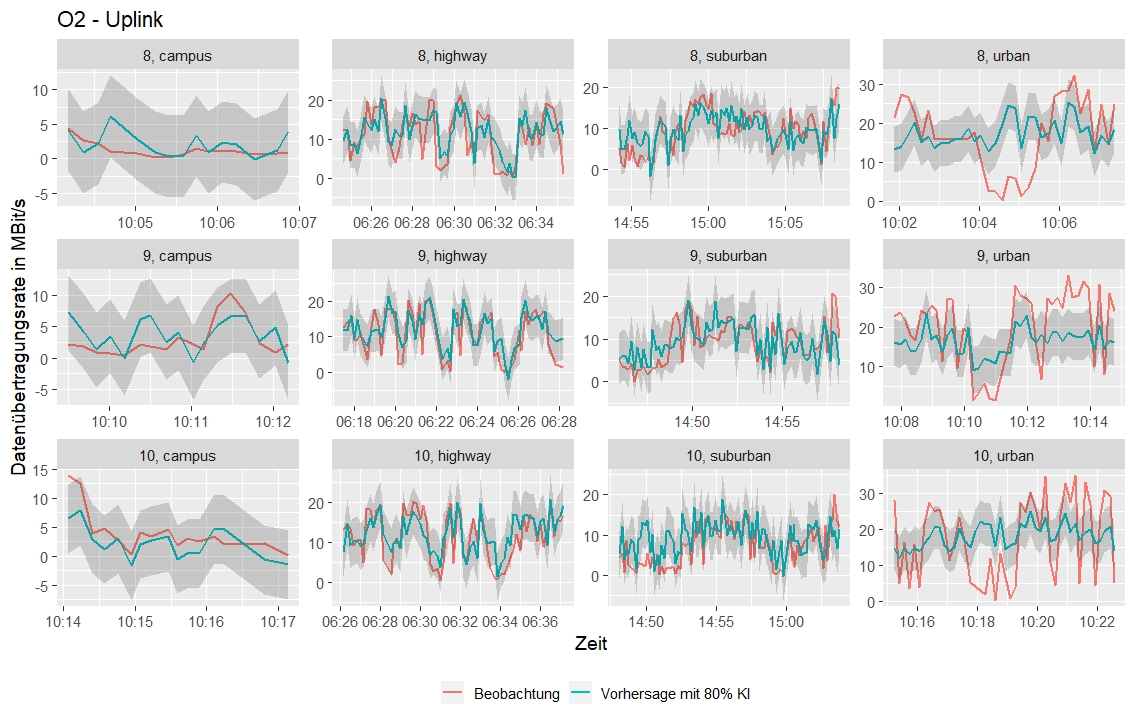 O2 - Uplink
Datenübertragungsrate in MBit/s
8, campus
10
5
0
-5
10:05 10:06 10:07
8, highway
20
10
0
06:26 06:28 06:30 06:32 06:34
8, suburban
20
10
0
14:55 15:00 15:05
8, urban
30
20
10
0
10:02 10:04 10:06
9, campus
10
5
0
-5
10:10 10:11 10:12
9, highway
20
10
0
06:18 06:20 06:22 06:24 06:26 06:28
9, suburban
20
10
0
14:50 14:55
9, urban
30
20
10
10:08 10:10 10:12 10:14
10, campus
15
10
5
0
-5
10:14 10:15 10:16 10:17
10, highway
20
10
0
06:26 06:28 06:30 06:32 06:34 06:36
10, suburban
20
10
0
14:50 14:55 15:00
10, urban
30
20
10
0
10:16 10:18 10:20 10:22
Zeit
Beobachtung Vorhersage mit 80% KI